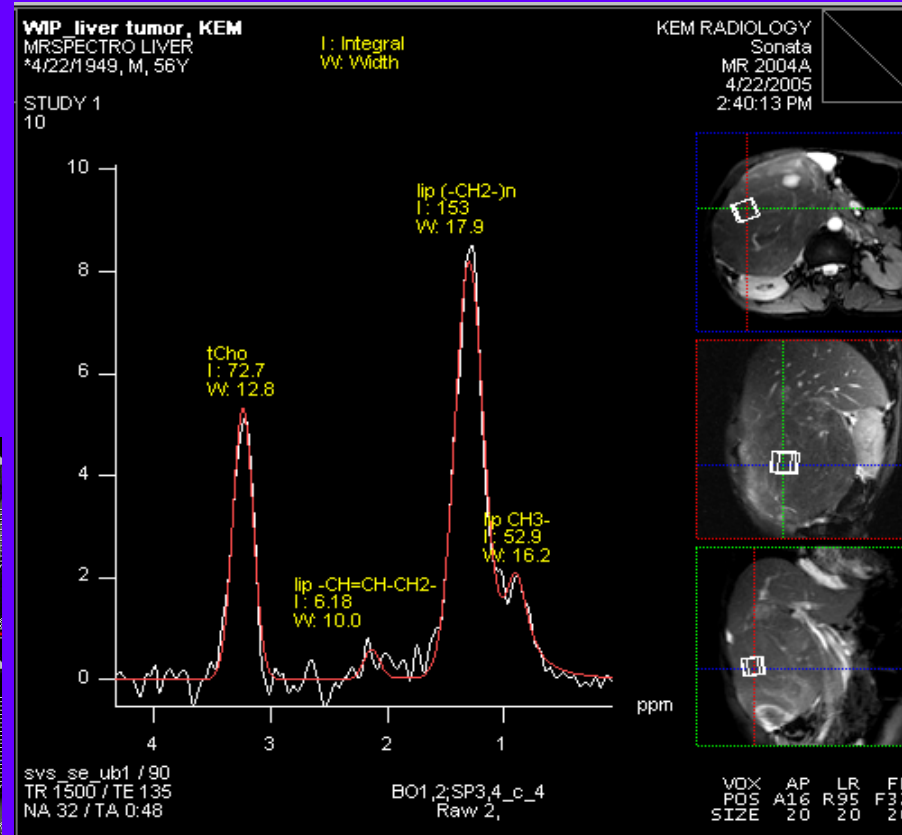 WIP_liver tumor, KEM
MRSPECTRO LIVER
*4/22/1949, M, 56Y
STUDY 1
10
I : Integral
W: Width
KEM RADIOLOGY
Sonata
MR 2004A
4/22/2005
2:40:13 PM
10
8
6
4
2
0
lip (-CH2-)n
I : 153
W: 17.9
tCho
I : 72.7
W: 12.8
lip CH3-
I : 52.9
W: 16.2
lip -CH=CH-CH2-
I : 6.18
W: 10.0
4
3
2
1
ppm
svs_se_ub1 / 90
TR 1500 / TE 135
NA 32 / TA 0:48
BO1,2;SP3,4_c_4
Raw 2,
VOX AP LR
POS A16 R95
SIZE 20 20